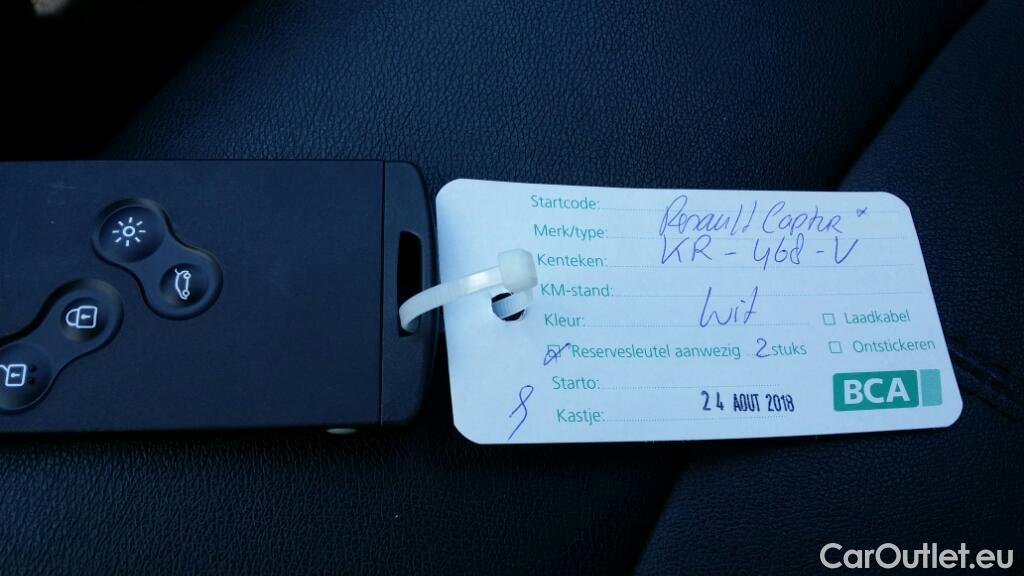 Startcode:
Merk/type: Renault Captur
Kenteken: KR-468-V
KM-stand:
Kleur: Wit
Laadkabel
Reservesleutel aanwezig 2 stuks
Ontstickeren
Starto:
Kastje: 24 AOUT 2018
BCA
CarOutlet.eu